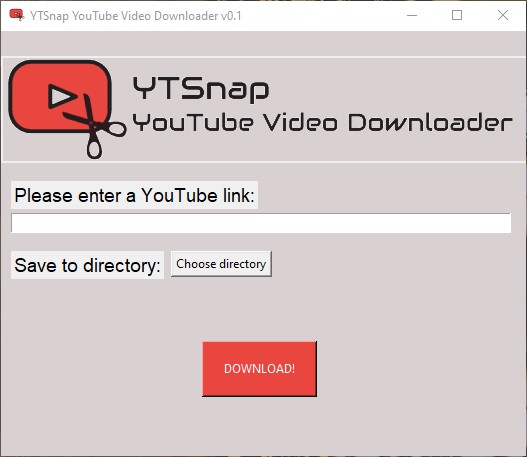 YTSnap YouTube Video Downloader v0.1
YTSnap
YouTube Video Downloader
Please enter a YouTube link:
Save to directory: Choose directory
DOWNLOAD!